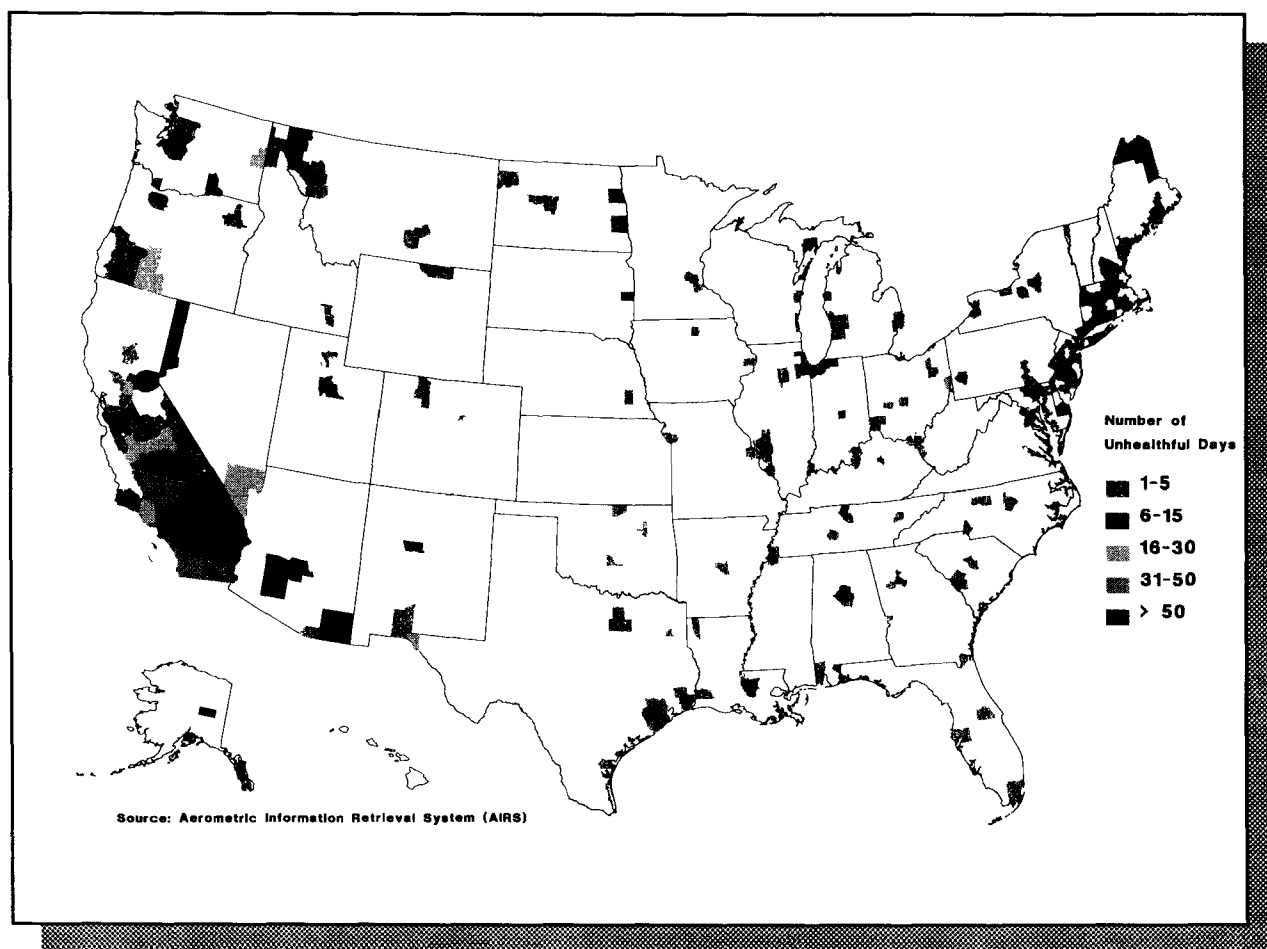 Number of
Unhealthful Days
1-5
6-15
16-30
31-50
> 50
Source: Aerometric Information Retrieval System (AIRS)